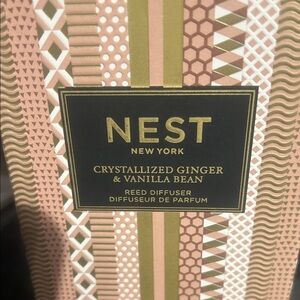 NEST
NEW YORK
CRYSTALLIZED GINGER
& VANILLA BEAN
REED DIFFUSER
DIFFUSEUR DE PARFUM